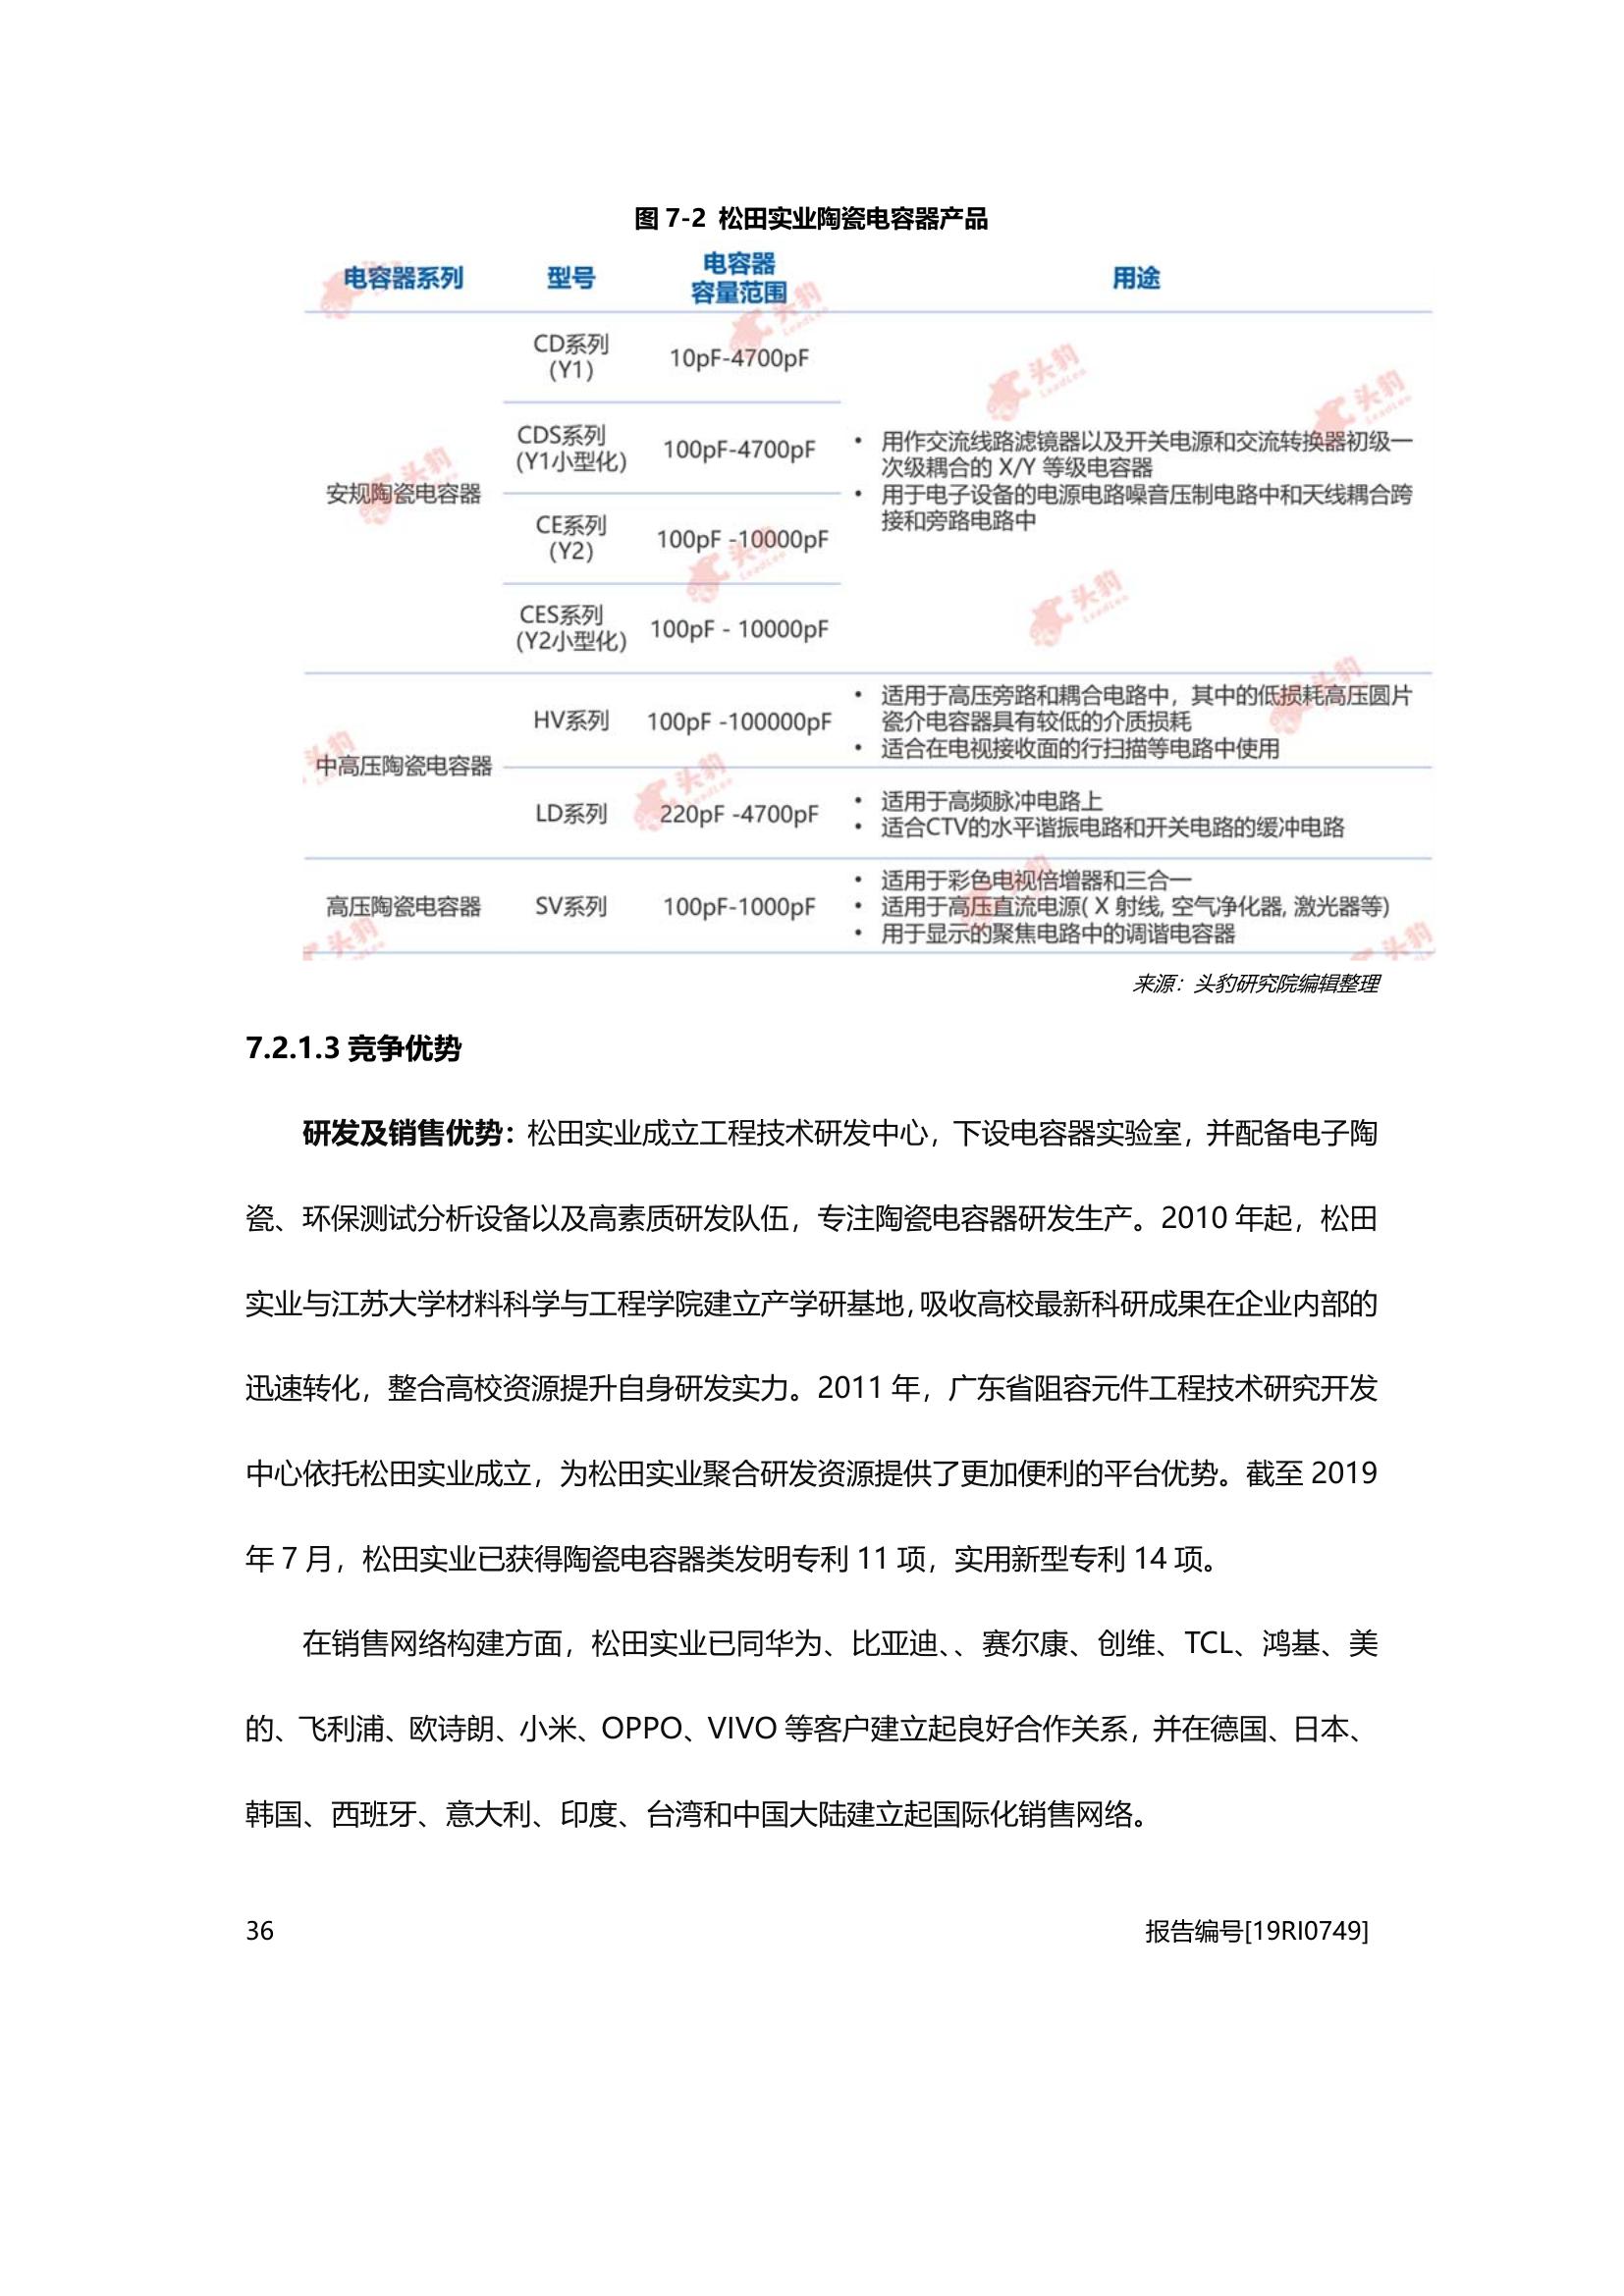 图 7-2 松田实业陶瓷电容器产品
电容器系列 型号 电容器 容量范围 用途
安规陶瓷电容器
CD系列
(Y1)
10pF-4700pF
CDS系列
(Y1小型化)
100pF-4700pF
CE系列
(Y2)
100pF -10000pF
CES系列
(Y2小型化)
100pF - 10000pF
• 用作交流线路滤镜器以及开关电源和交流转换器初级一
次级耦合的 X/Y 等级电容器
• 用于电子设备的电源电路噪音压制电路中和天线耦合跨
接和旁路电路中
中高压陶瓷电容器
HV系列
100pF -100000pF
• 适用于高压旁路和耦合电路中，其中的低损耗高压圆片
瓷介电容器具有较低的介质损耗
• 适合在电视接收面的行扫描等电路中使用
LD系列
220pF -4700pF
• 适用于高频脉冲电路上
• 适合CTV的水平谐振电路和开关电路的缓冲电路
高压陶瓷电容器
SV系列
100pF-1000pF
• 适用于彩色电视倍增器和三合一
• 适用于高压直流电源( X 射线, 空气净化器, 激光器等)
• 用于显示的聚焦电路中的调谐电容器
来源：头豹研究院编辑整理
7.2.1.3 竞争优势
研发及销售优势：松田实业成立工程技术研发中心，下设电容器实验室，并配备电子陶
瓷、环保测试分析设备以及高素质研发队伍，专注陶瓷电容器研发生产。2010 年起，松田
实业与江苏大学材料科学与工程学院建立产学研基地，吸收高校最新科研成果在企业内部的
迅速转化，整合高校资源提升自身研发实力。2011 年，广东省阻容元件工程技术研究开发
中心依托松田实业成立，为松田实业聚合研发资源提供了更加便利的平台优势。截至 2019
年 7 月，松田实业已获得陶瓷电容器类发明专利 11 项，实用新型专利 14 项。
在销售网络构建方面，松田实业已同华为、比亚迪、、赛尔康、创维、TCL、鸿基、美
的、飞利浦、欧诗朗、小米、OPPO、VIVO 等客户建立起良好合作关系，并在德国、日本、
韩国、西班牙、意大利、印度、台湾和中国大陆建立起国际化销售网络。
36
报告编号[19RI0749]